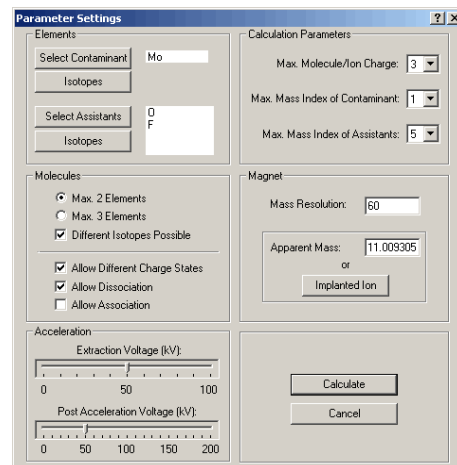 Parameter Settings
Elements
Select Contaminant
Mo
Isotopes
Select Assistants
O
F
Isotopes
Calculation Parameters
Max. Molecule/Ion Charge: 3
Max. Mass Index of Contaminant: 1
Max. Mass Index of Assistants: 5
Molecules
Max. 2 Elements
Max. 3 Elements
Different Isotopes Possible
Allow Different Charge States
Allow Dissociation
Allow Association
Magnet
Mass Resolution: 60
Apparent Mass: 11.009305
or
Implanted Ion
Acceleration
Extraction Voltage (kV):
0 50 100
Post Acceleration Voltage (kV):
0 50 100 150 200
Calculate
Cancel